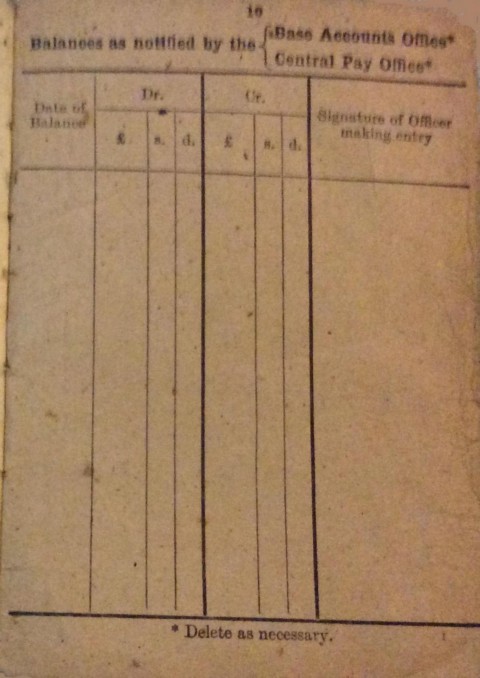 10
Balances as notified by the { Base Accounts Office*
Central Pay Office*
Date of Balance
Dr.
Cr.
Signature of Officer making entry
£ s. d. £ s. d.
* Delete as necessary.